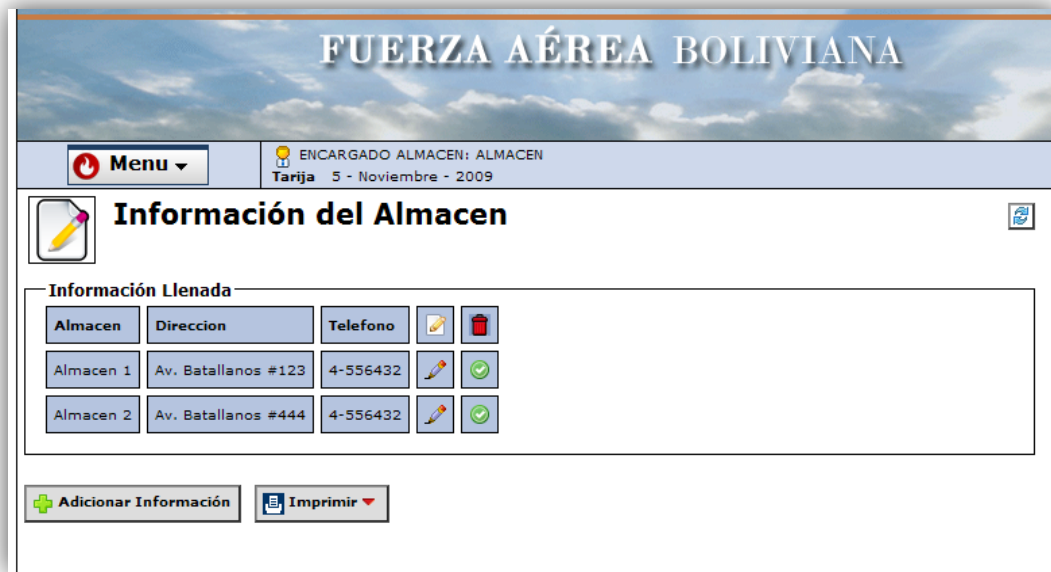 FUERZA AÉREA BOLIVIANA
Menu
ENCARGADO ALMACEN: ALMACEN
Tarija 5 - Noviembre - 2009
Información del Almacen
Información Llenada
Almacen Direccion Telefono
Almacen 1 Av. Batallanos #123 4-556432
Almacen 2 Av. Batallanos #444 4-556432
Adicionar Información Imprimir